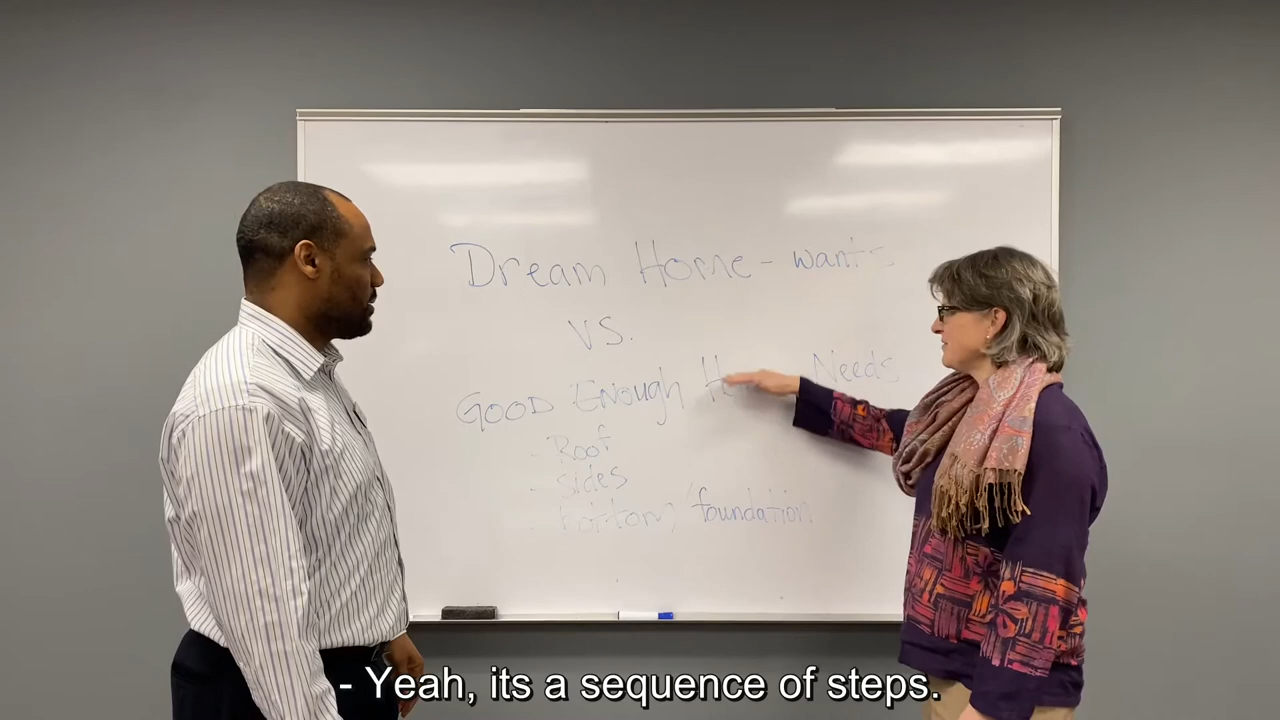 Dream Home - wants
vs.
GOOD Enough Needs
- Roof
- sides
- bottom/foundation
- Yeah, its a sequence of steps.